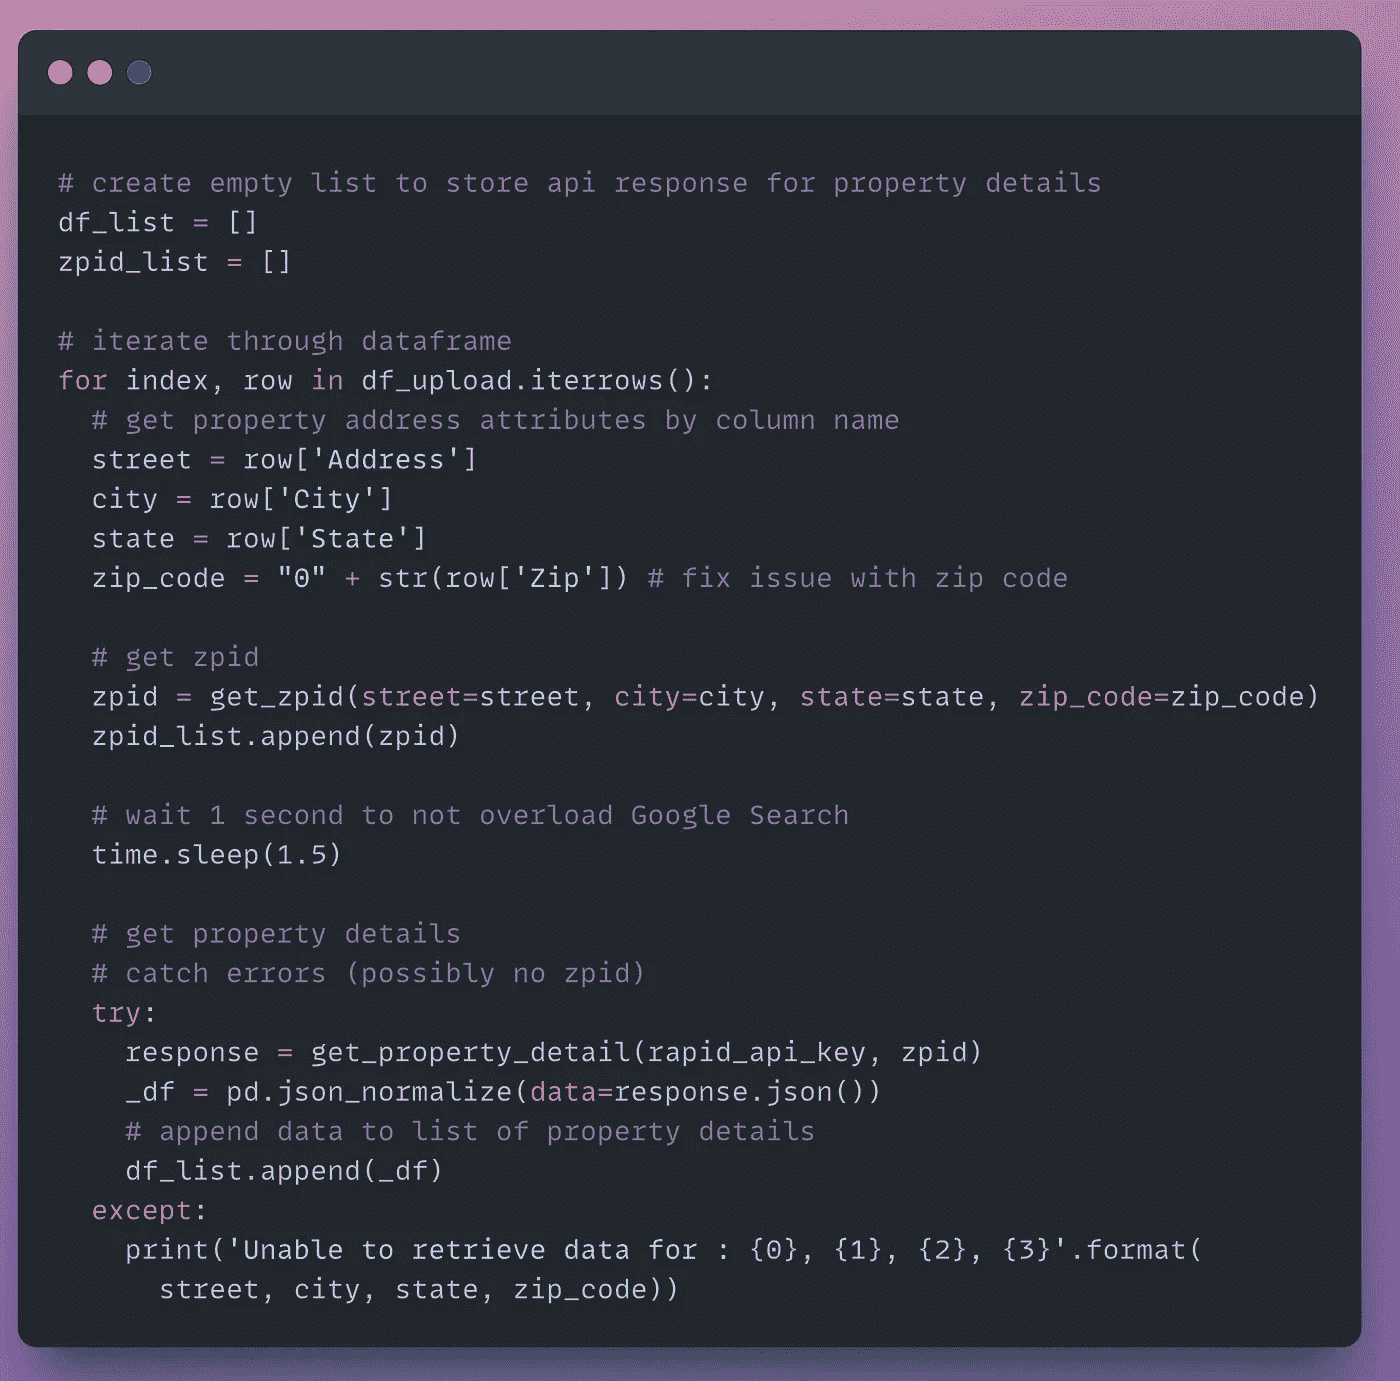 # create empty list to store api response for property details
df_list = []
zpid_list = []
# iterate through dataframe
for index, row in df_upload.iterrows():
# get property address attributes by column name
street = row['Address']
city = row['City']
state = row['State']
zip_code = "0" + str(row['Zip']) # fix issue with zip code
# get zpid
zpid = get_zpid(street=street, city=city, state=state, zip_code=zip_code)
zpid_list.append(zpid)
# wait 1 second to not overload Google Search
time.sleep(1.5)
# get property details
# catch errors (possibly no zpid)
try:
response = get_property_detail(rapid_api_key, zpid)
_df = pd.json_normalize(data=response.json())
# append data to list of property details
df_list.append(_df)
except:
print('Unable to retrieve data for : {0}, {1}, {2}, {3}'.format(
street, city, state, zip_code))